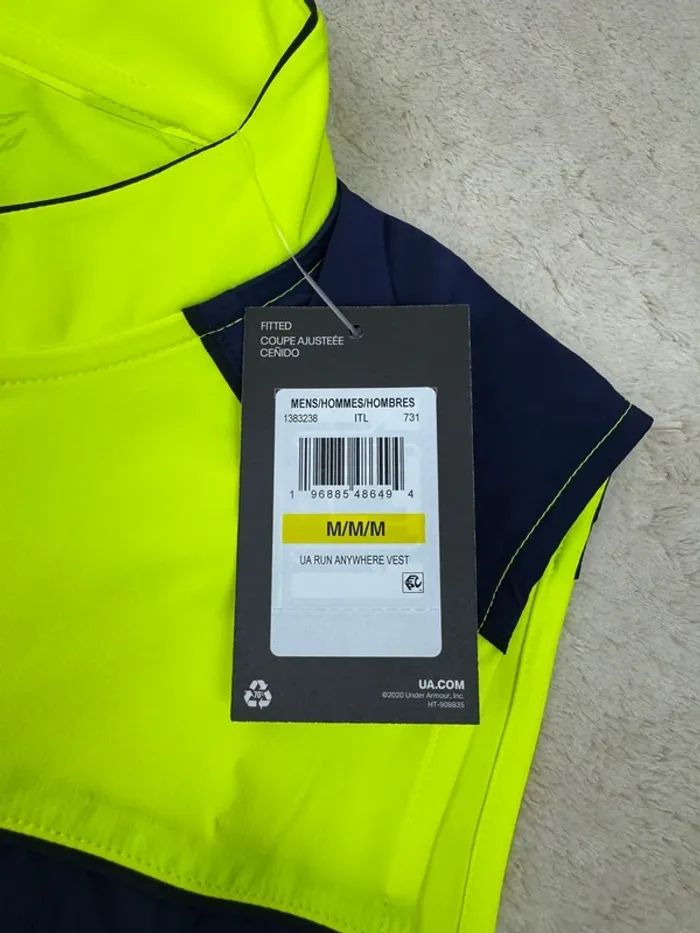 FITTED
COUPE AJUSTEÉE
CEÑIDO
MENS/HOMMES/HOMBRES
1383238 ITL 731
1 96885 48649 4
M/M/M
UA RUN ANYWHERE VEST
70%
UA.COM
©2020 Under Armour, Inc.
HT-908835